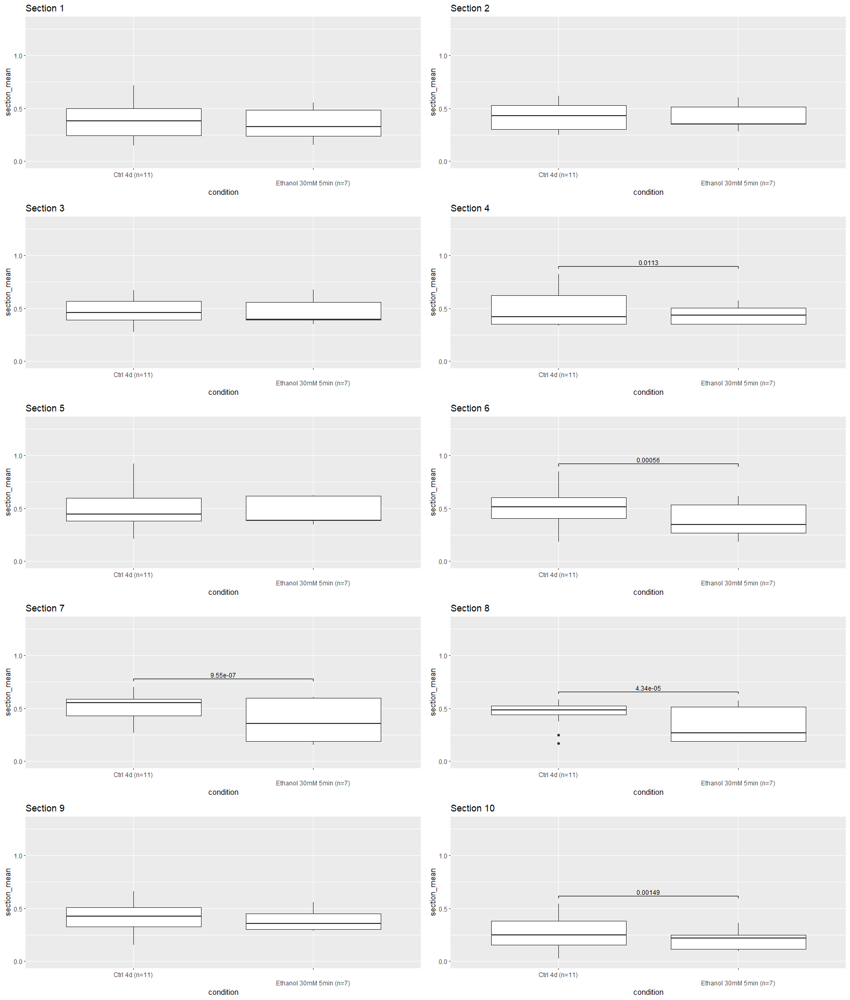 Section 1
1.0
0.5
0.0
section_mean
Ctrl 4d (n=11)
Ethanol 30mM 5min (n=7)
condition
Section 2
1.0
0.5
0.0
section_mean
Ctrl 4d (n=11)
Ethanol 30mM 5min (n=7)
condition
Section 3
1.0
0.5
0.0
section_mean
Ctrl 4d (n=11)
Ethanol 30mM 5min (n=7)
condition
Section 4
0.0113
1.0
0.5
0.0
section_mean
Ctrl 4d (n=11)
Ethanol 30mM 5min (n=7)
condition
Section 5
1.0
0.5
0.0
section_mean
Ctrl 4d (n=11)
Ethanol 30mM 5min (n=7)
condition
Section 6
0.00056
1.0
0.5
0.0
section_mean
Ctrl 4d (n=11)
Ethanol 30mM 5min (n=7)
condition
Section 7
9.55e-07
1.0
0.5
0.0
section_mean
Ctrl 4d (n=11)
Ethanol 30mM 5min (n=7)
condition
Section 8
4.34e-05
1.0
0.5
0.0
section_mean
Ctrl 4d (n=11)
Ethanol 30mM 5min (n=7)
condition
Section 9
1.0
0.5
0.0
section_mean
Ctrl 4d (n=11)
Ethanol 30mM 5min (n=7)
condition
Section 10
0.00149
1.0
0.5
0.0
section_mean
Ctrl 4d (n=11)
Ethanol 30mM 5min (n=7)
condition